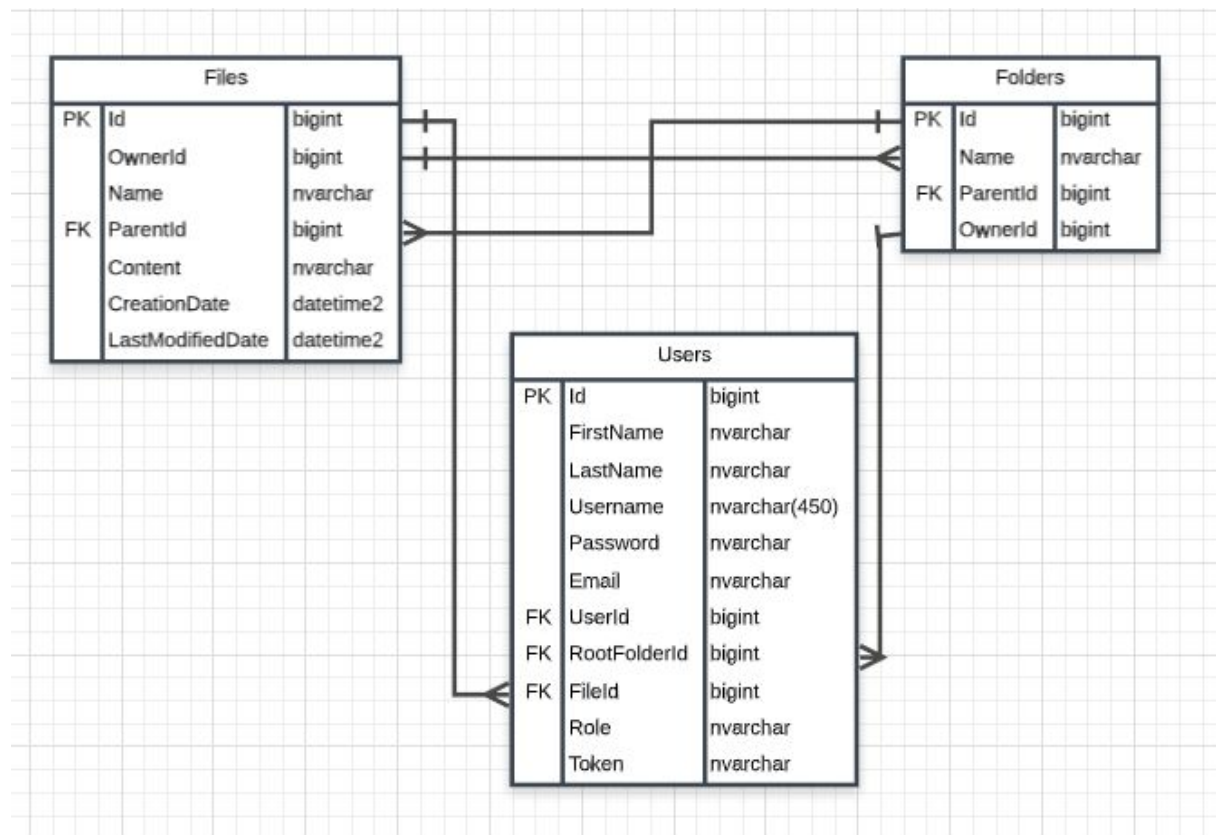 Files
PK Id bigint
OwnerId bigint
Name nvarchar
FK ParentId bigint
Content nvarchar
CreationDate datetime2
LastModifiedDate datetime2
Folders
PK Id bigint
Name nvarchar
FK ParentId bigint
OwnerId bigint
Users
PK Id bigint
FirstName nvarchar
LastName nvarchar
Username nvarchar(450)
Password nvarchar
Email nvarchar
FK UserId bigint
FK RootFolderId bigint
FK FileId bigint
Role nvarchar
Token nvarchar